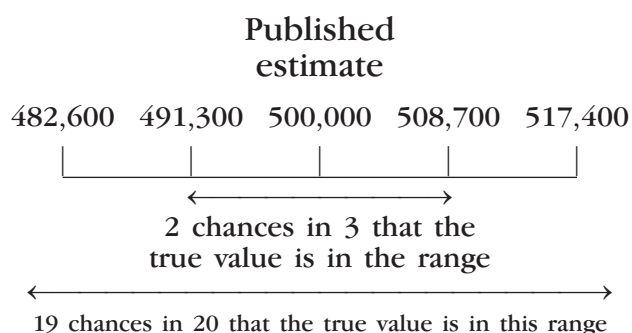 Published
estimate
482,600 491,300 500,000 508,700 517,400
2 chances in 3 that the
true value is in the range
19 chances in 20 that the true value is in this range